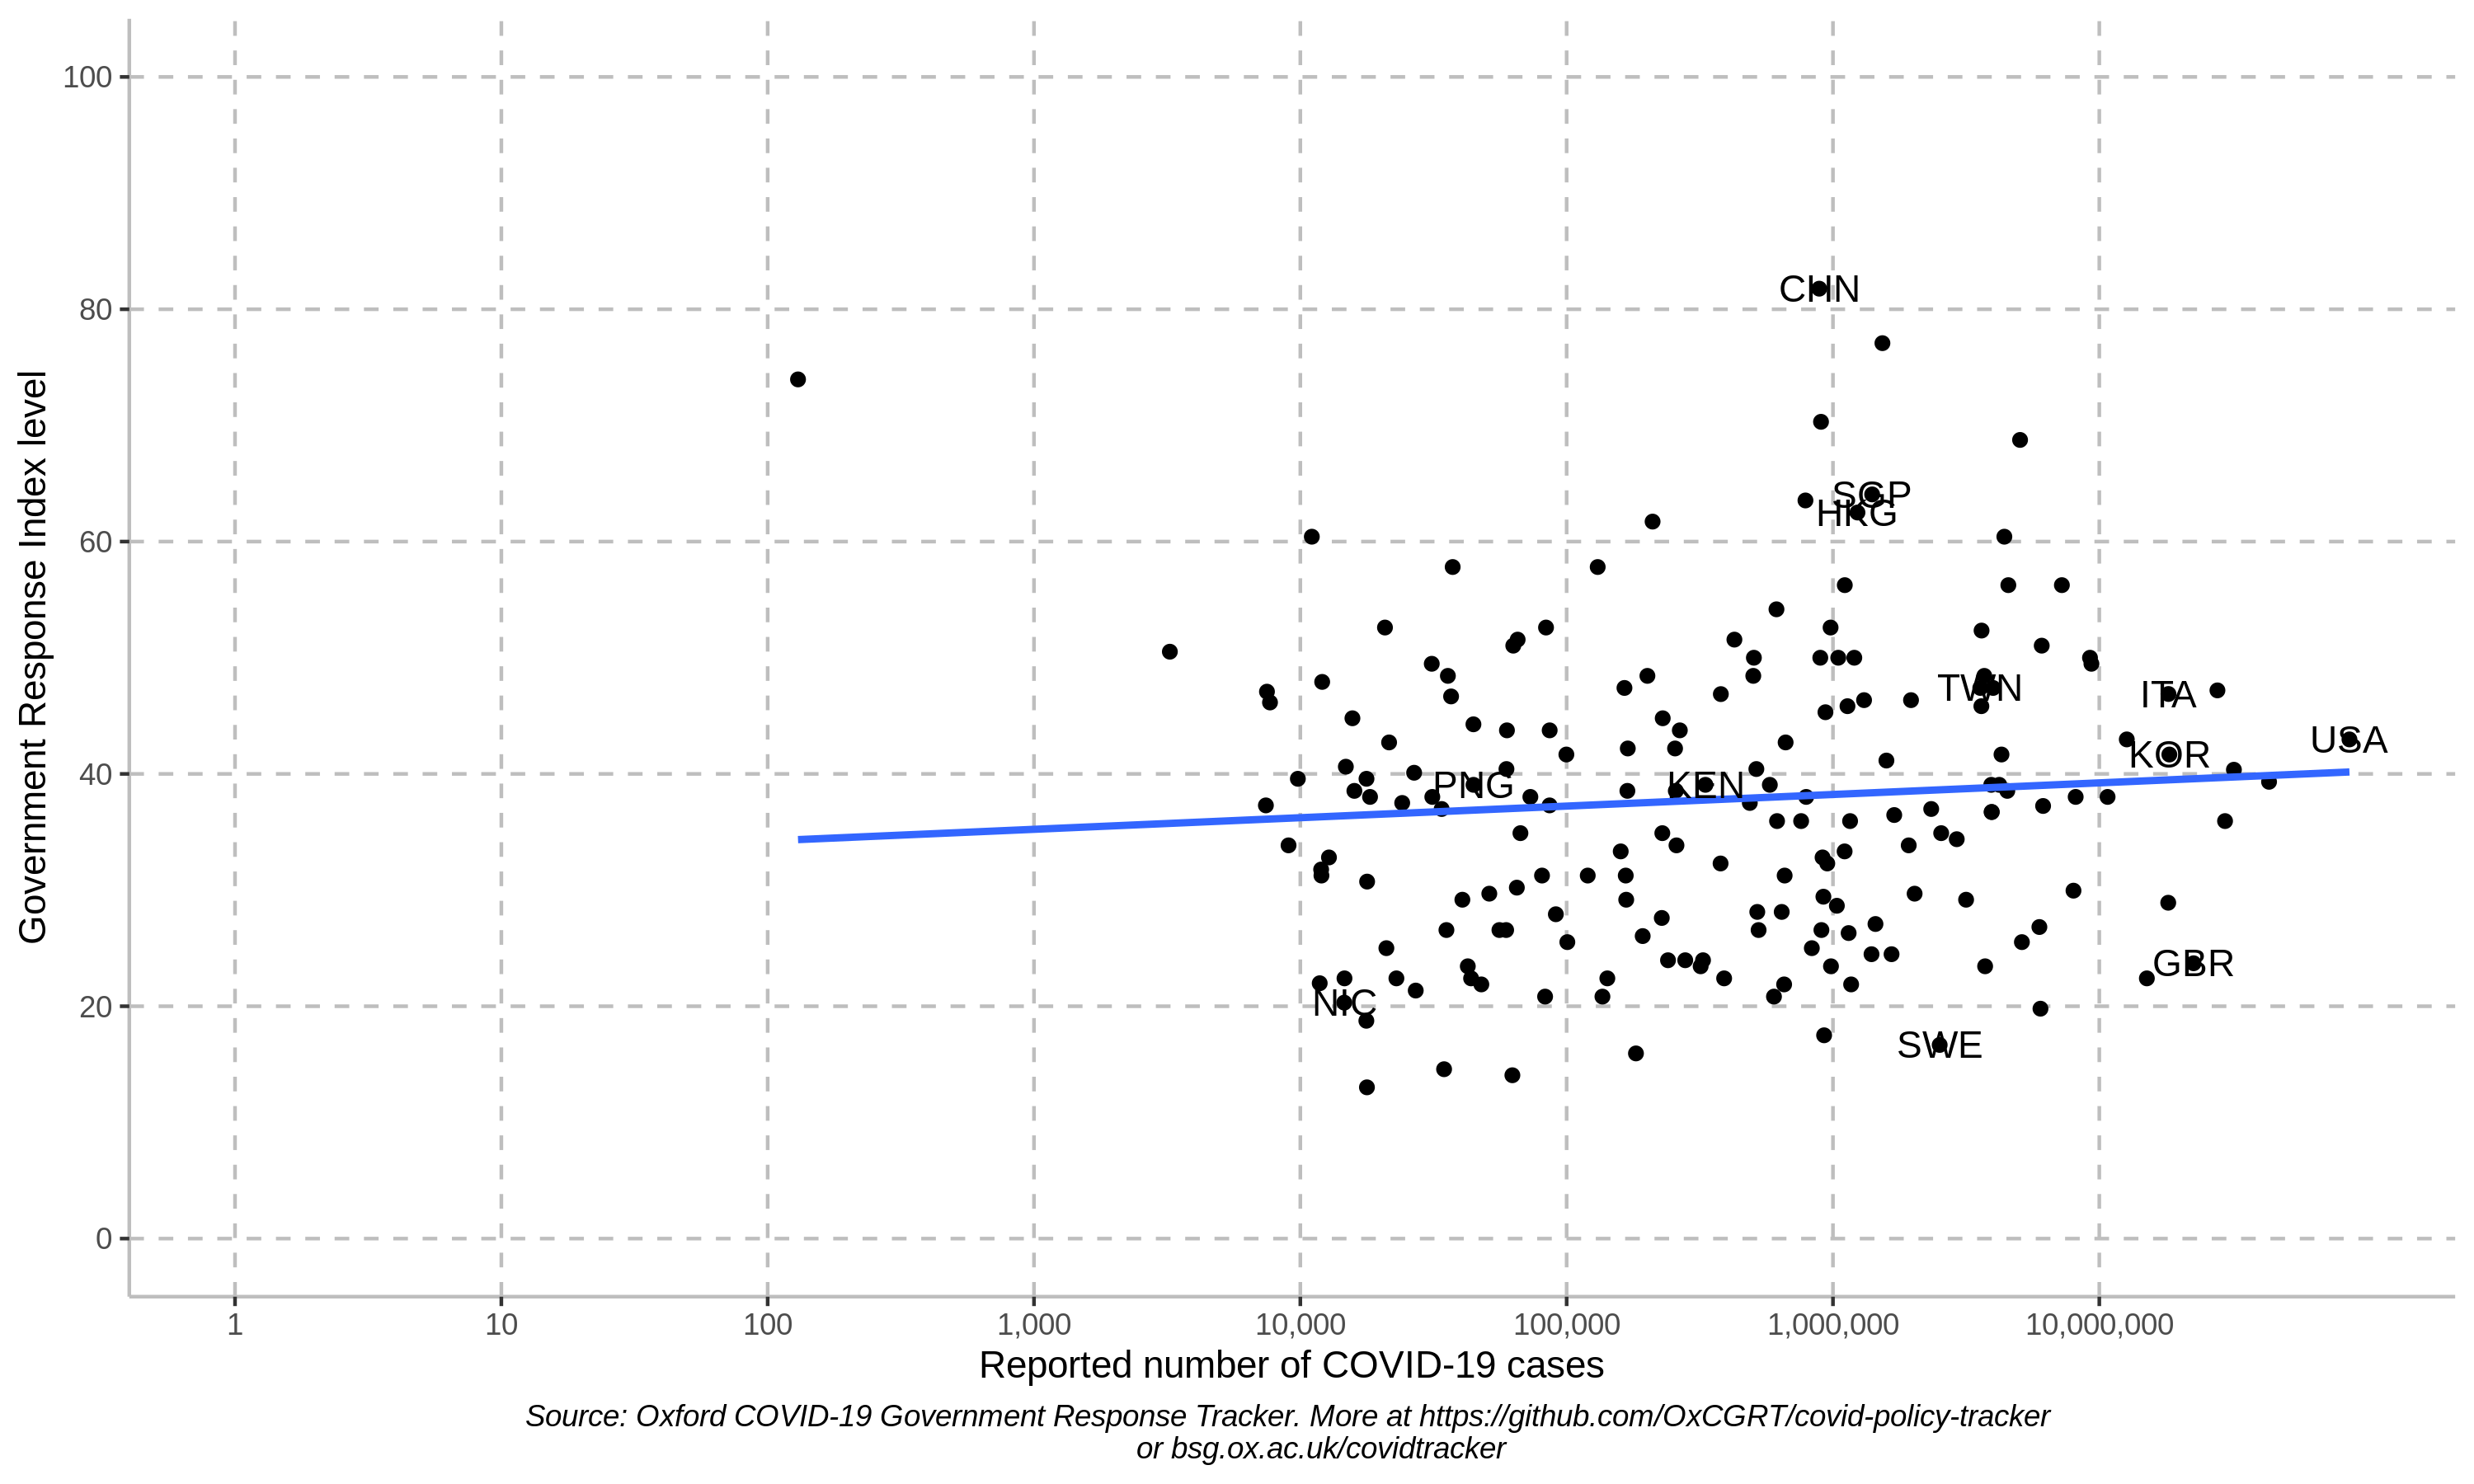 Government Response Index level
100
80
60
40
20
0
CHN
SGP
HKG
TWN
ITA
USA
KOR
PNG
KEN
GBR
NIC
SWE
1
10
100
1,000
10,000
100,000
1,000,000
10,000,000
Reported number of COVID-19 cases
Source: Oxford COVID-19 Government Response Tracker. More at https://github.com/OxCGRT/covid-policy-tracker
or bsg.ox.ac.uk/covidtracker